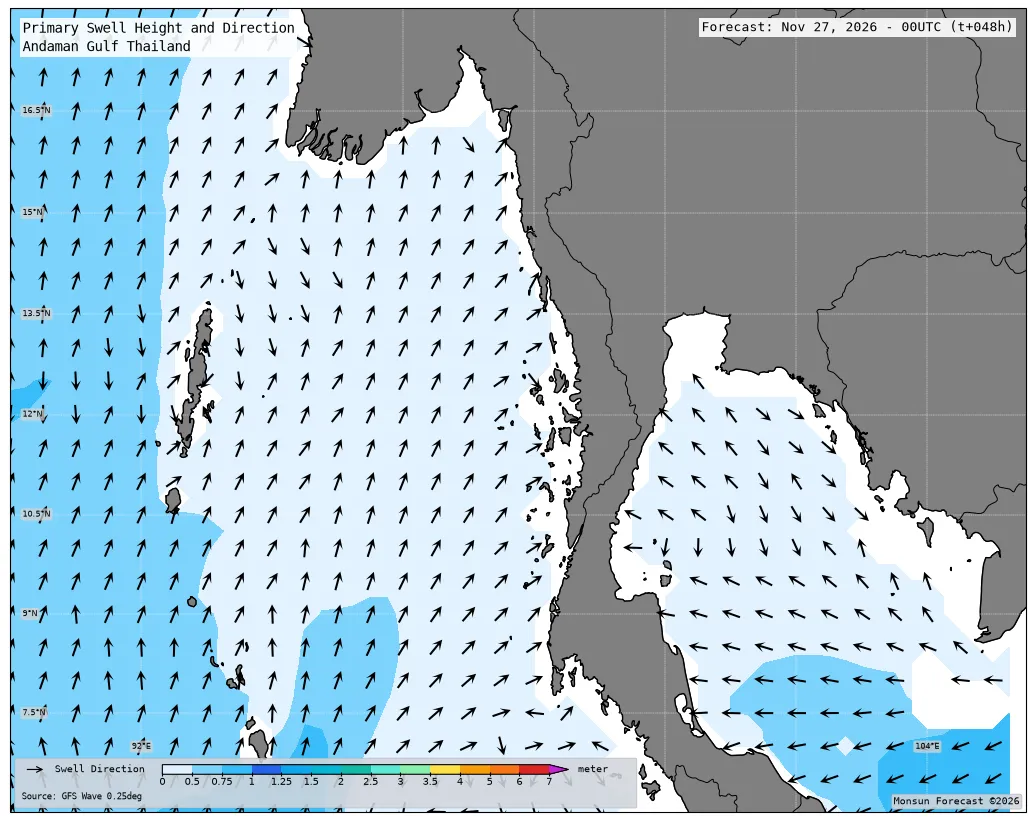 Primary Swell Height and Direction
Andaman Gulf Thailand
Forecast: Nov 27, 2026 - 00UTC (t+048h)
16.5°N
15°N
13.5°N
12°N
10.5°N
9°N
7.5°N
92°E
104°E
Swell Direction
0 0.5 0.75 1 1.25 1.5 2 2.5 3 3.5 4 5 6 7
meter
Source: GFS Wave 0.25deg
Monsun Forecast ©2026